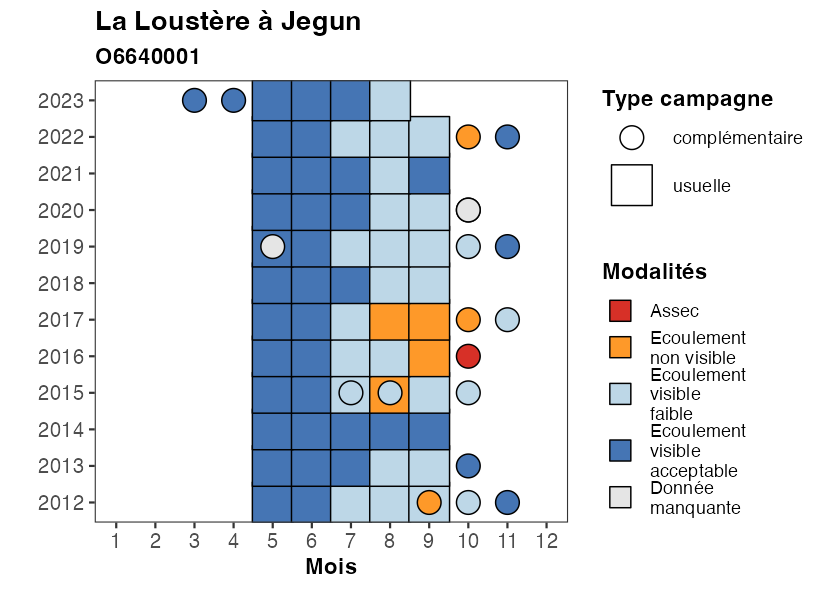 La Loustère à Jegun
O6640001
2023
2022
2021
2020
2019
2018
2017
2016
2015
2014
2013
2012
1 2 3 4 5 6 7 8 9 10 11 12
Mois
Type campagne
complémentaire
usuelle
Modalités
Assec
Ecoulement
non visible
Ecoulement
visible
faible
Ecoulement
visible
acceptable
Donnée
manquante